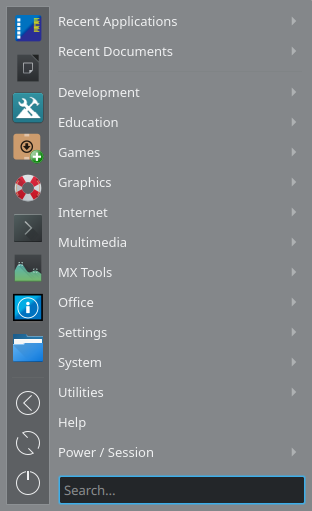 Recent Applications
Recent Documents
Development
Education
Games
Graphics
Internet
Multimedia
MX Tools
Office
Settings
System
Utilities
Help
Power / Session
Search...